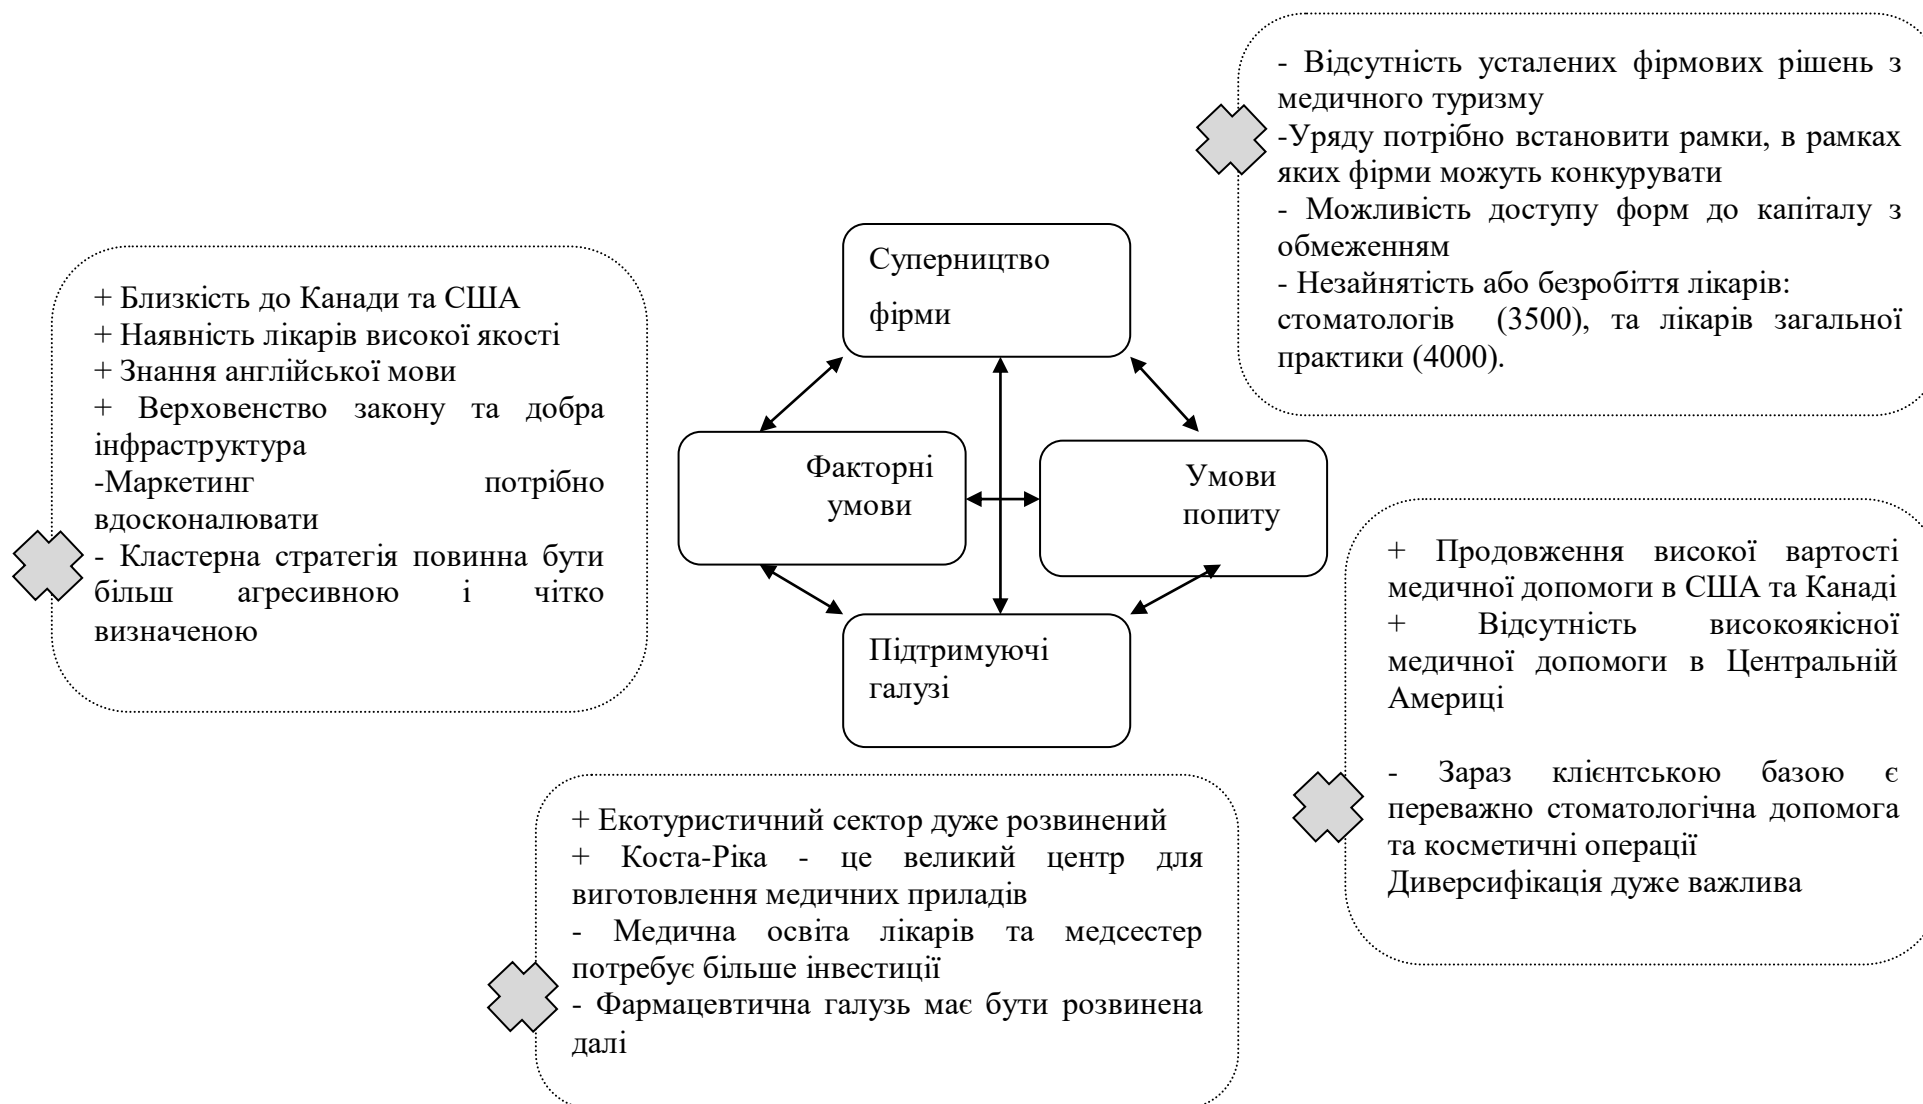 - Відсутність усталених фірмових рішень з
медичного туризму
-Уряду потрібно встановити рамки, в рамках
яких фірми можуть конкурувати
- Можливість доступу форм до капіталу з
обмеженням
- Незайнятість або безробіття лікарів:
стоматологів (3500), та лікарів загальної
практики (4000).
Суперництво
фірми
+ Близкість до Канади та США
+ Наявність лікарів високої якості
+ Знання англійської мови
+ Верховенство закону та добра
інфраструктура
-Маркетинг потрібно
вдосконалювати
- Кластерна стратегія повинна бути
більш агресивною і чітко
визначеною
Факторні
умови
Умови
попиту
+ Продовження високої вартості
медичної допомоги в США та Канаді
+ Відсутність високоякісної
медичної допомоги в Центральній
Америці
- Зараз клієнтською базою є
переважно стоматологічна допомога
та косметичні операції
Диверсифікація дуже важлива
Підтримуючі
галузі
+ Екотуристичний сектор дуже розвинений
+ Коста-Ріка - це великий центр для
виготовлення медичних приладів
- Медична освіта лікарів та медсестер
потребує більше інвестиції
- Фармацевтична галузь має бути розвинена
далі